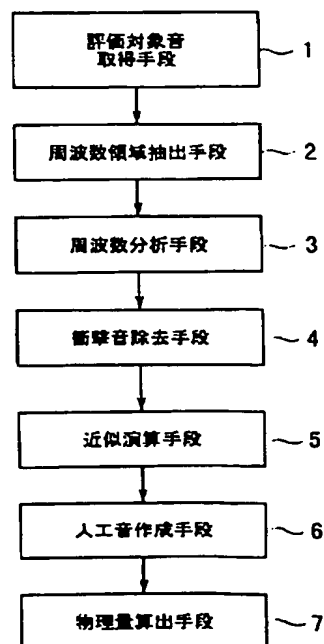 評価対象音
取得手段
1
周波数領域抽出手段
2
周波数分析手段
3
衝撃音除去手段
4
近似演算手段
5
人工音作成手段
6
物理量算出手段
7